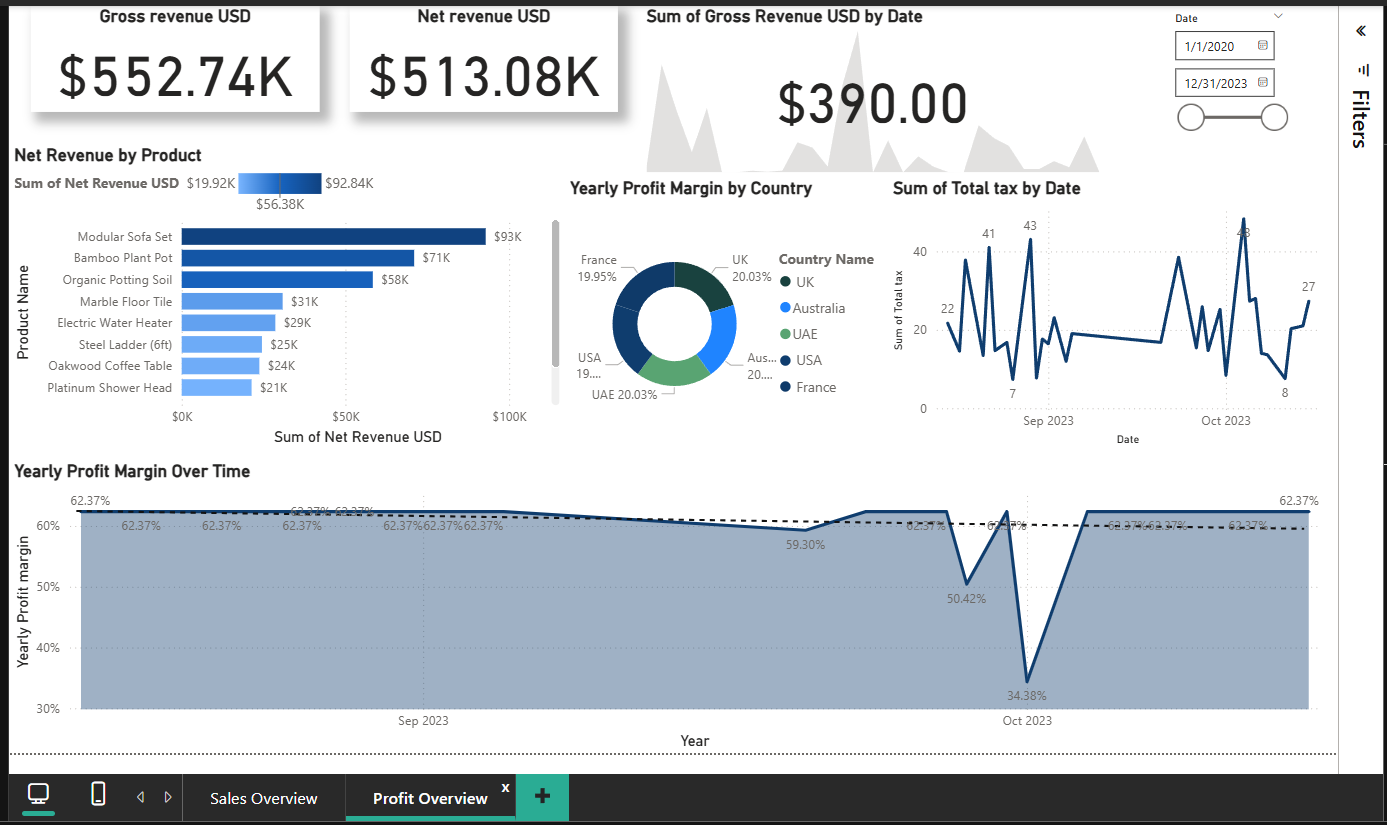 Gross revenue USD
$552.74K
Net revenue USD
$513.08K
Sum of Gross Revenue USD by Date
$390.00
Date
1/1/2020
12/31/2023
Filters
Net Revenue by Product
Sum of Net Revenue USD $19.92K $92.84K
$56.38K
Product Name
Modular Sofa Set $93K
Bamboo Plant Pot $71K
Organic Potting Soil $58K
Marble Floor Tile $31K
Electric Water Heater $29K
Steel Ladder (6ft) $25K
Oakwood Coffee Table $24K
Platinum Shower Head $21K
$0K $50K $100K
Sum of Net Revenue USD
Yearly Profit Margin by Country
France
19.95%
UK
20.03%
USA
19....
Aus...
20....
UAE 20.03%
Country Name
UK
Australia
UAE
USA
France
Sum of Total tax by Date
Sum of Total tax
40
20
0
22
41
7
43
48
8
27
Sep 2023 Oct 2023
Date
Yearly Profit Margin Over Time
Yearly Profit margin
60%
50%
40%
30%
62.37% 62.37% 62.37% 62.37%
62.37% 62.37% 62.37% 62.37% 62.37% 62.37% 62.37% 62.37% 62.37% 62.37% 62.37%
59.30%
50.42%
34.38%
Sep 2023 Oct 2023
Year
Sales Overview
Profit Overview x
+